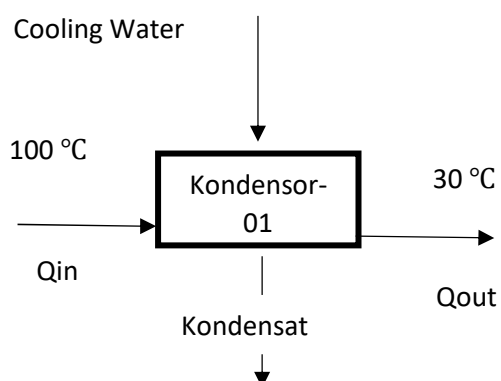 Cooling Water
100 °C
30 °C
Kondensor-
01
Qin
Qout
Kondensat